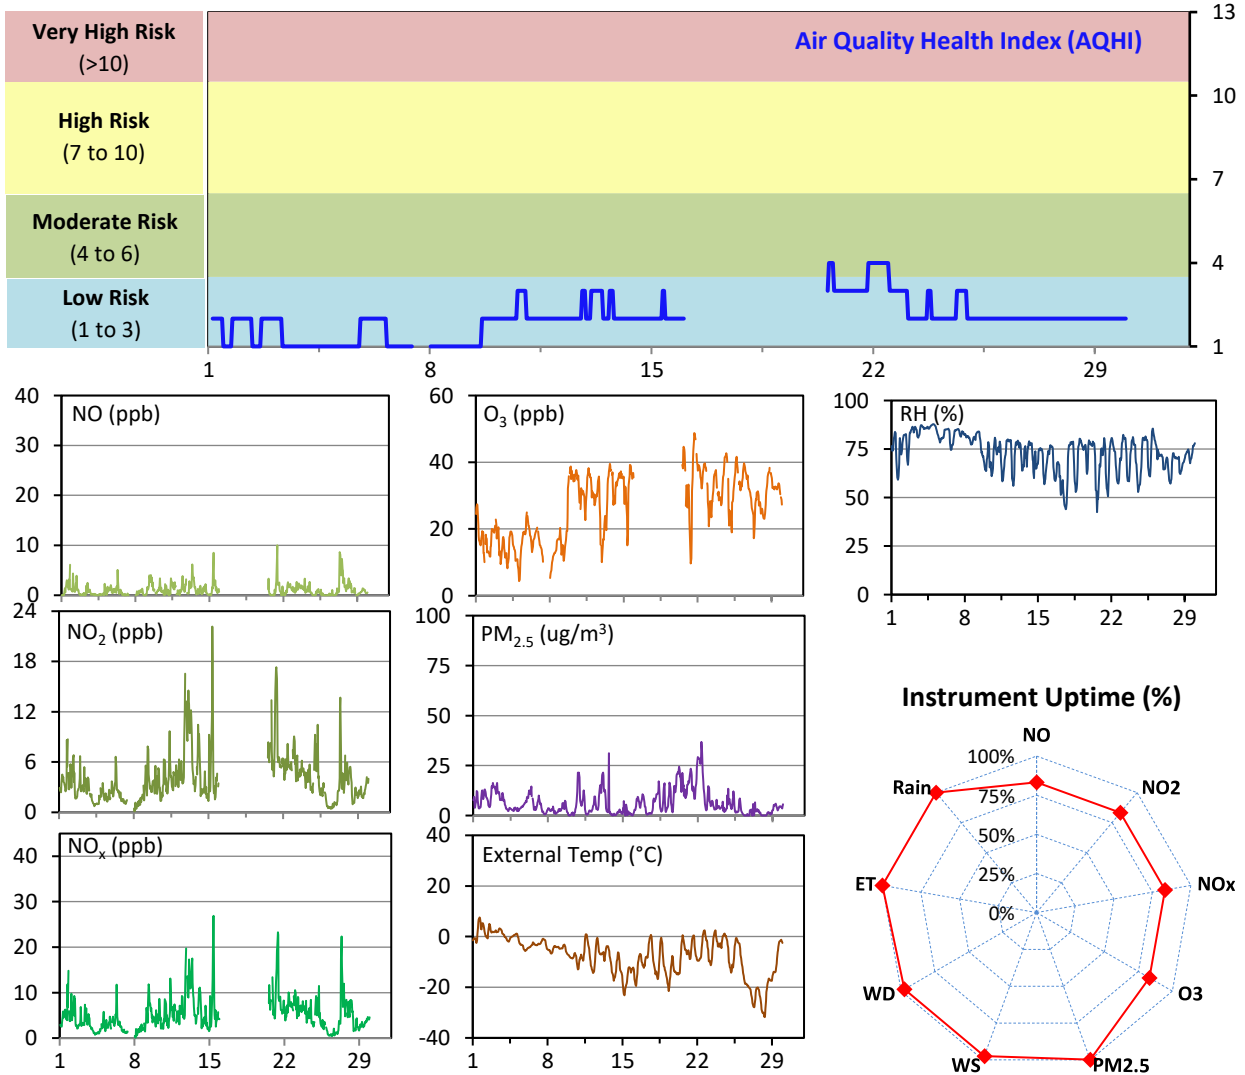 Very High Risk
(>10)
High Risk
(7 to 10)
Moderate Risk
(4 to 6)
Low Risk
(1 to 3)
Air Quality Health Index (AQHI)
13
10
7
4
1
1 8 15 22 29
NO (ppb)
40
30
20
10
0
O3 (ppb)
60
40
20
0
RH (%)
100
75
50
25
0
1 8 15 22 29
NO2 (ppb)
24
18
12
6
0
PM2.5 (ug/m3)
100
75
50
25
0
NOx (ppb)
40
30
20
10
0
1 8 15 22 29
External Temp (°C)
40
20
0
-20
-40
1 8 15 22 29
Instrument Uptime (%)
NO
NO2
NOx
O3
PM2.5
WS
WD
ET
Rain
100%
75%
50%
25%
0%